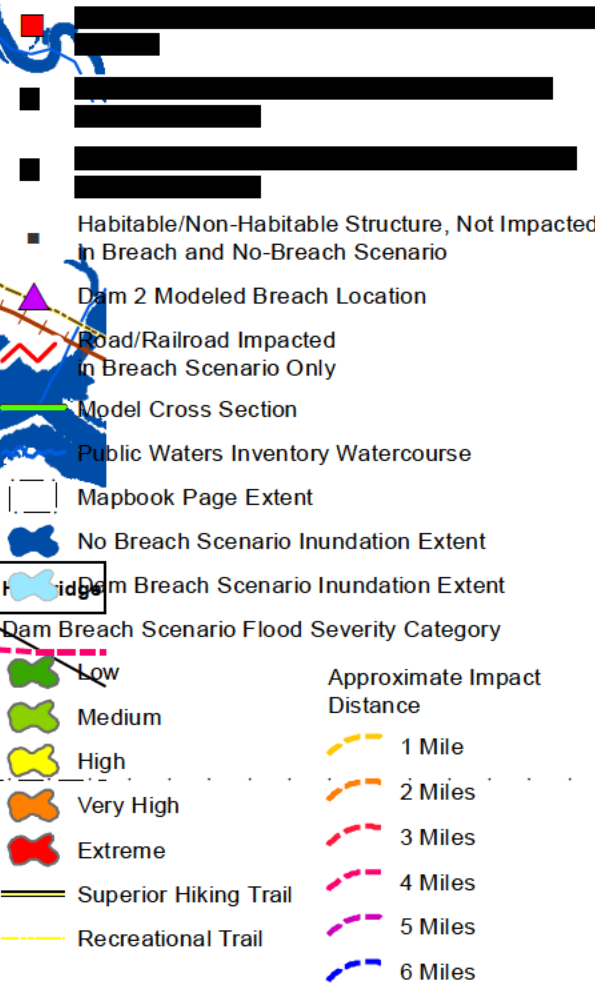 Habitable/Non-Habitable Structure, Not Impacted
in Breach and No-Breach Scenario
Dam 2 Modeled Breach Location
Road/Railroad Impacted
in Breach Scenario Only
Model Cross Section
Public Waters Inventory Watercourse
Mapbook Page Extent
No Breach Scenario Inundation Extent
Dam Breach Scenario Inundation Extent
Dam Breach Scenario Flood Severity Category
Low
Medium
High
Very High
Extreme
Superior Hiking Trail
Recreational Trail
Approximate Impact
Distance
1 Mile
2 Miles
3 Miles
4 Miles
5 Miles
6 Miles